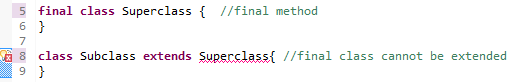 5 final class Superclass {  //final method
6 }
7
8 class Subclass extends Superclass{ //final class cannot be extended
9 }